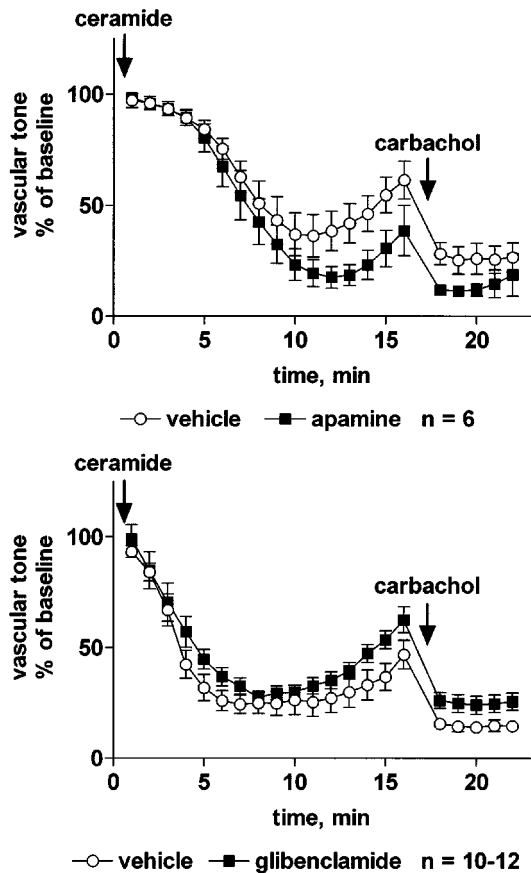 ceramide
100
50
0
vascular tone
% of baseline
carbachol
0 5 10 15 20
time, min
vehicle apamine n = 6
ceramide
100
50
0
vascular tone
% of baseline
carbachol
0 5 10 15 20
time, min
vehicle glibenclamide n = 10-12